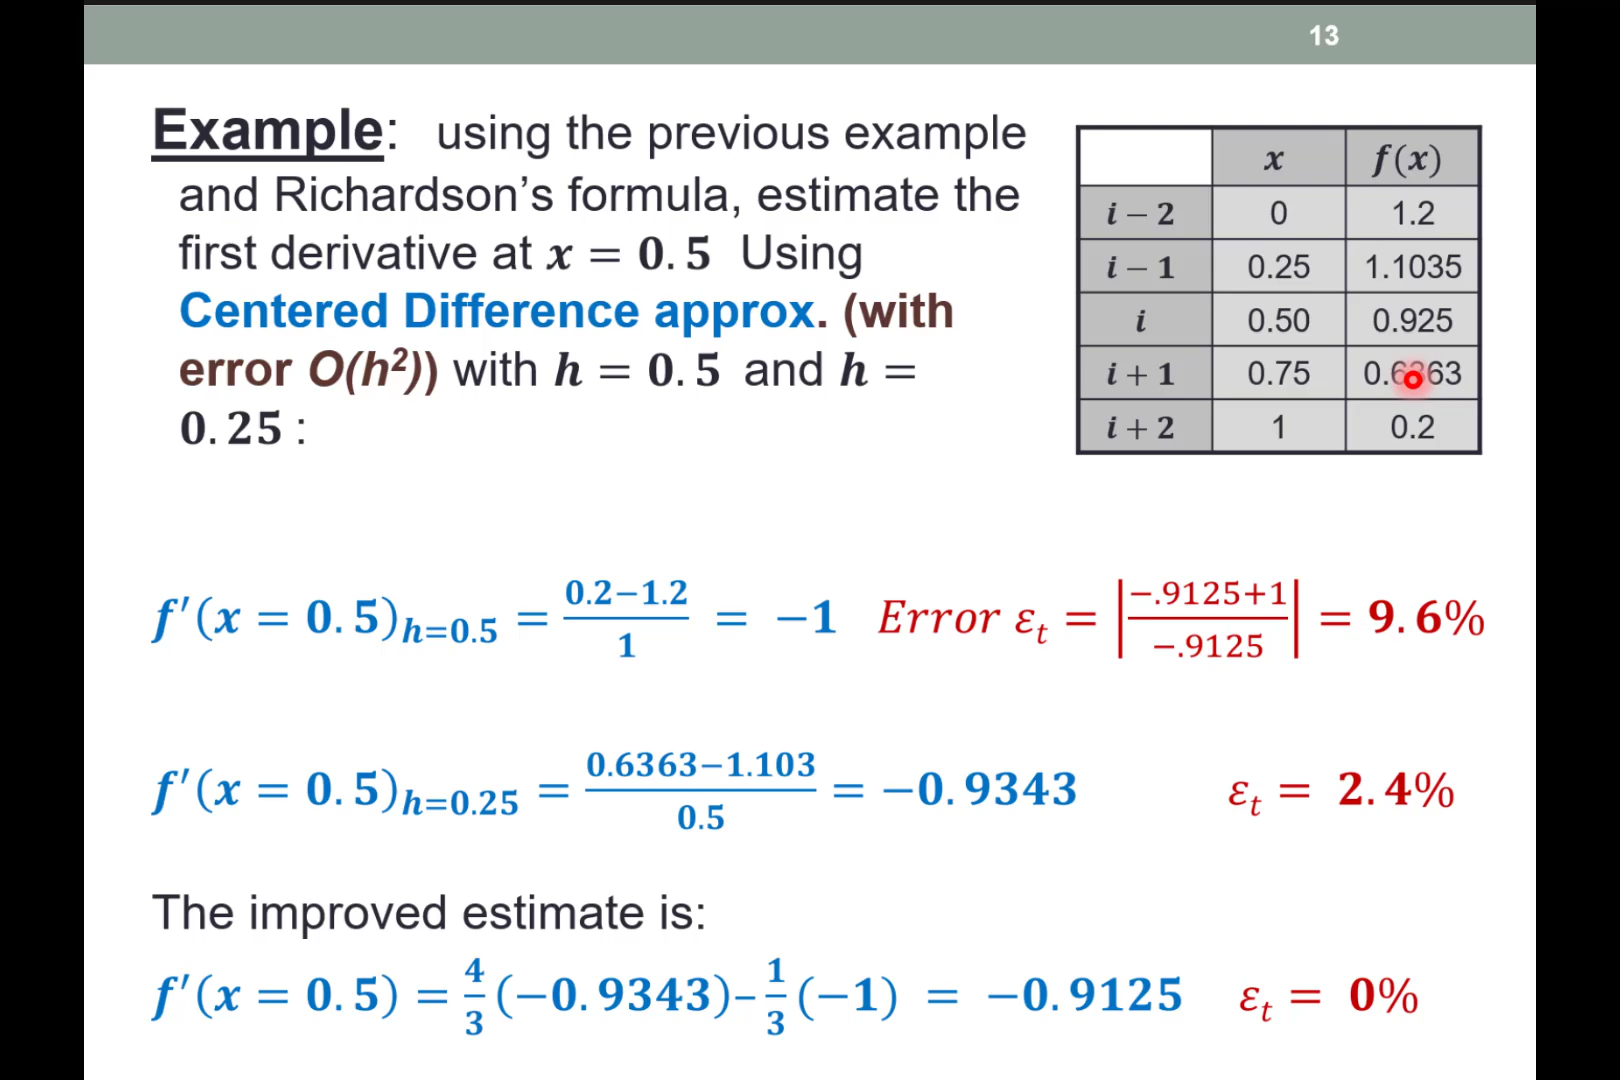 13
Example: using the previous example
and Richardson's formula, estimate the
first derivative at x = 0.5 Using
Centered Difference approx. (with
error O(h²)) with h = 0.5 and h =
0.25 :
x f(x)
i − 2 0 1.2
i − 1 0.25 1.1035
i 0.50 0.925
i + 1 0.75 0.6363
i + 2 1 0.2
f′(x = 0.5)ₕ₌₀.₅ = (0.2−1.2)/1 = −1 Error εₜ = |(−.9125+1)/(−.9125)| = 9.6%
f′(x = 0.5)ₕ₌₀.₂₅ = (0.6363−1.103)/0.5 = −0.9343 εₜ = 2.4%
The improved estimate is:
f′(x = 0.5) = 4/3 (−0.9343)− 1/3 (−1) = −0.9125 εₜ = 0%